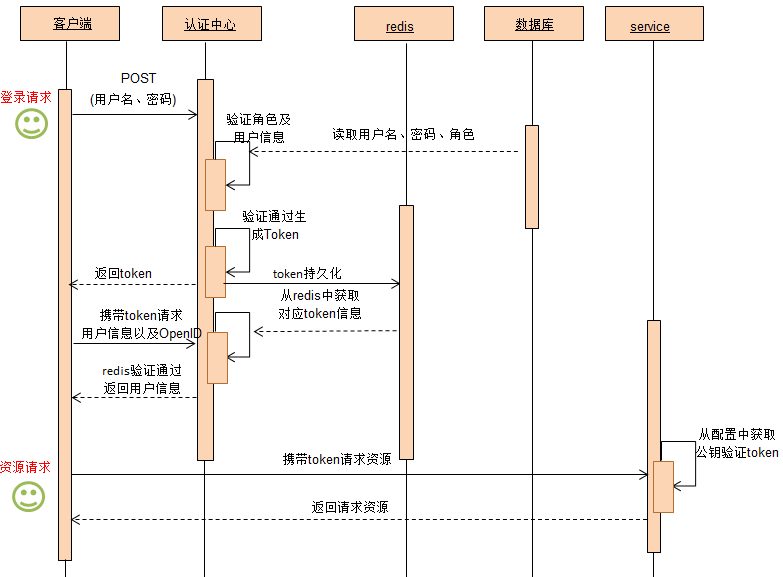 客户端
认证中心
redis
数据库
service
POST
(用户名、密码)
登录请求
验证角色及
用户信息
读取用户名、密码、角色
验证通过生
成Token
返回token
token持久化
从redis中获取
对应token信息
携带token请求
用户信息以及OpenID
redis验证通过
返回用户信息
从配置中获取
公钥验证token
携带token请求资源
资源请求
返回请求资源